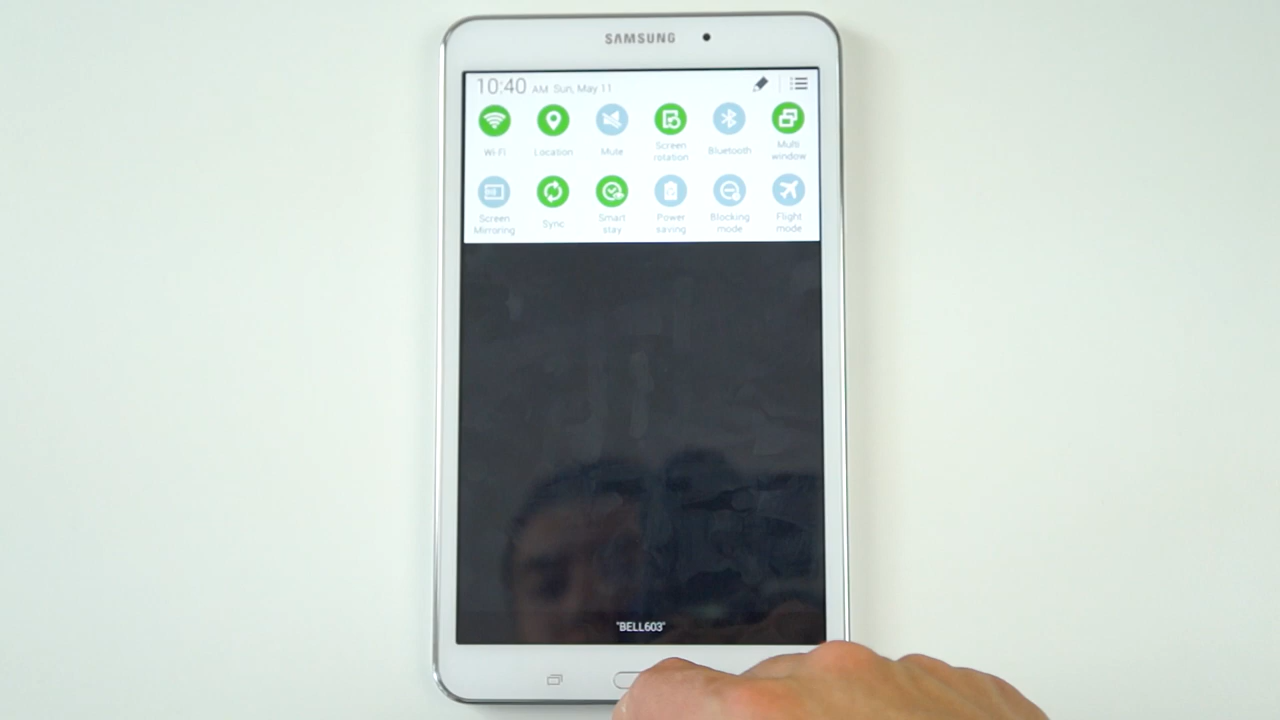 SAMSUNG
10:40 AM Sun, May 11
Wi-Fi
Location
Mute
Screen rotation
Bluetooth
Multi window
Screen Mirroring
Sync
Smart stay
Power saving
Blocking mode
Flight mode
"BELL603"